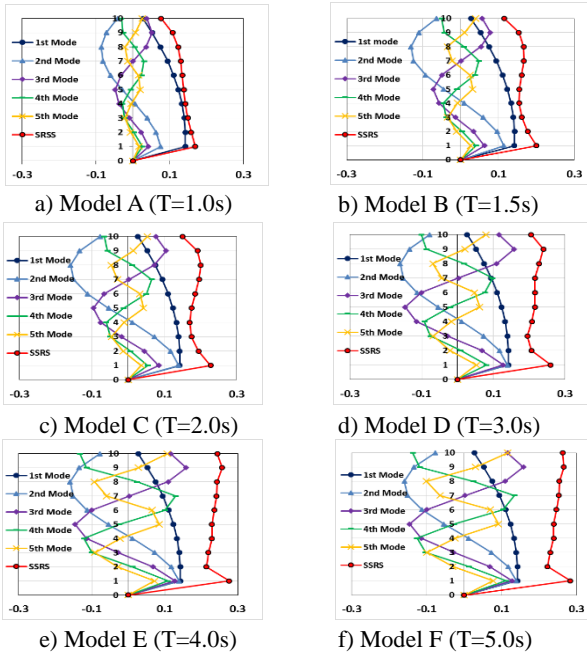 10
9
8
7
6
5
4
3
2
1
0
1st Mode
2nd Mode
3rd Mode
4th Mode
5th Mode
SRSS
-0.3 -0.1 0.1 0.3
a) Model A (T=1.0s)
10
9
8
7
6
5
4
3
2
1
0
1st mode
2nd Mode
3rd Mode
4th Mode
5th Mode
SSRS
-0.3 -0.1 0.1 0.3
b) Model B (T=1.5s)
10
9
8
7
6
5
4
3
2
1
0
1st Mode
2nd Mode
3rd Mode
4th Mode
5th Mode
SSRS
-0.3 -0.1 0.1 0.3
c) Model C (T=2.0s)
10
9
8
7
6
5
4
3
2
1
0
1st Mode
2nd Mode
3rd Mode
4th Mode
5th Mode
SSRS
-0.3 -0.1 0.1 0.3
d) Model D (T=3.0s)
10
9
8
7
6
5
4
3
2
1
0
1st Mode
2nd Mode
3rd Mode
4th Mode
5th Mode
SSRS
-0.3 -0.1 0.1 0.3
e) Model E (T=4.0s)
10
9
8
7
6
5
4
3
2
1
0
1st Mode
2nd Mode
3rd Mode
4th Mode
5th Mode
SSRS
-0.3 -0.1 0.1 0.3
f) Model F (T=5.0s)